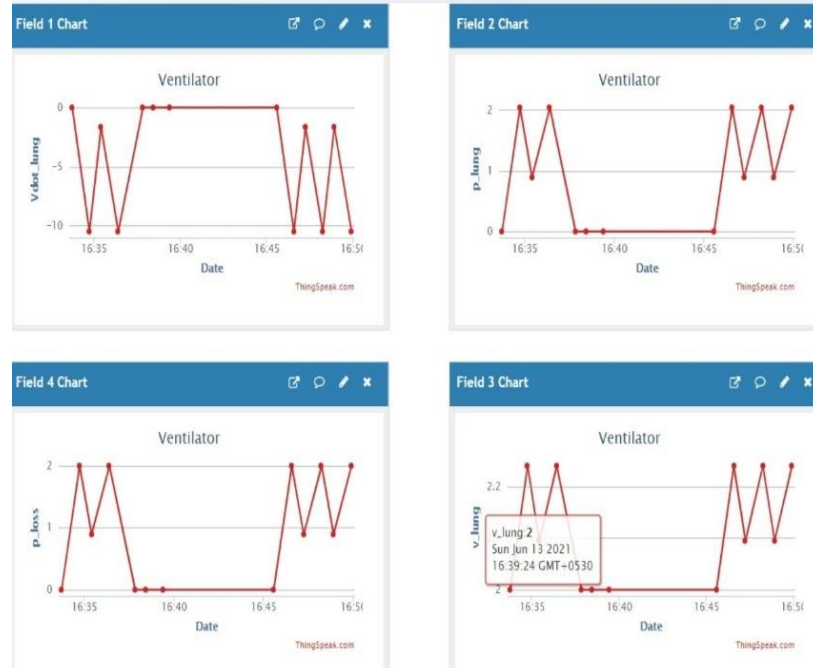 Field 1 Chart
Ventilator
0
-5
-10
Vdot_lung
16:35 16:40 16:45
Date
ThingSpeak.com
Field 2 Chart
Ventilator
2
1
0
p_lung
16:35 16:40 16:45
Date
ThingSpeak.com
Field 4 Chart
Ventilator
2
1
0
p_loss
16:35 16:40 16:45
Date
ThingSpeak.com
Field 3 Chart
Ventilator
2.2
2
v_lung
v_lung:2
Sun Jun 13 2021
16:39:24 GMT+0530
16:35 16:40 16:45
Date
ThingSpeak.com